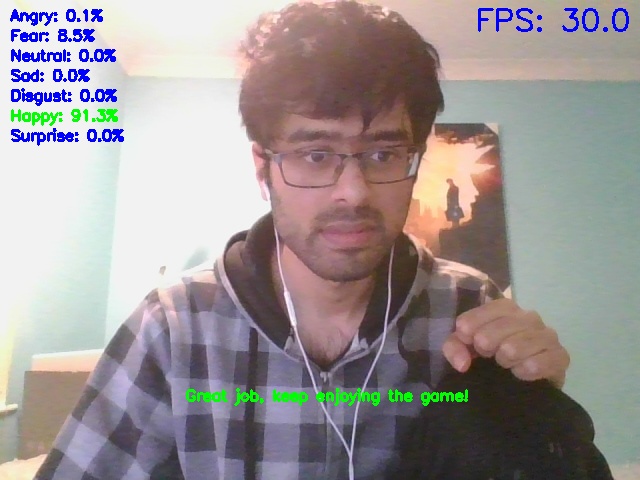 Angry: 0.1%
FPS: 30.0
Fear: 8.5%
Neutral: 0.0%
Sad: 0.0%
Disgust: 0.0%
Happy: 91.3%
Surprise: 0.0%
Great job, keep enjoying the game!